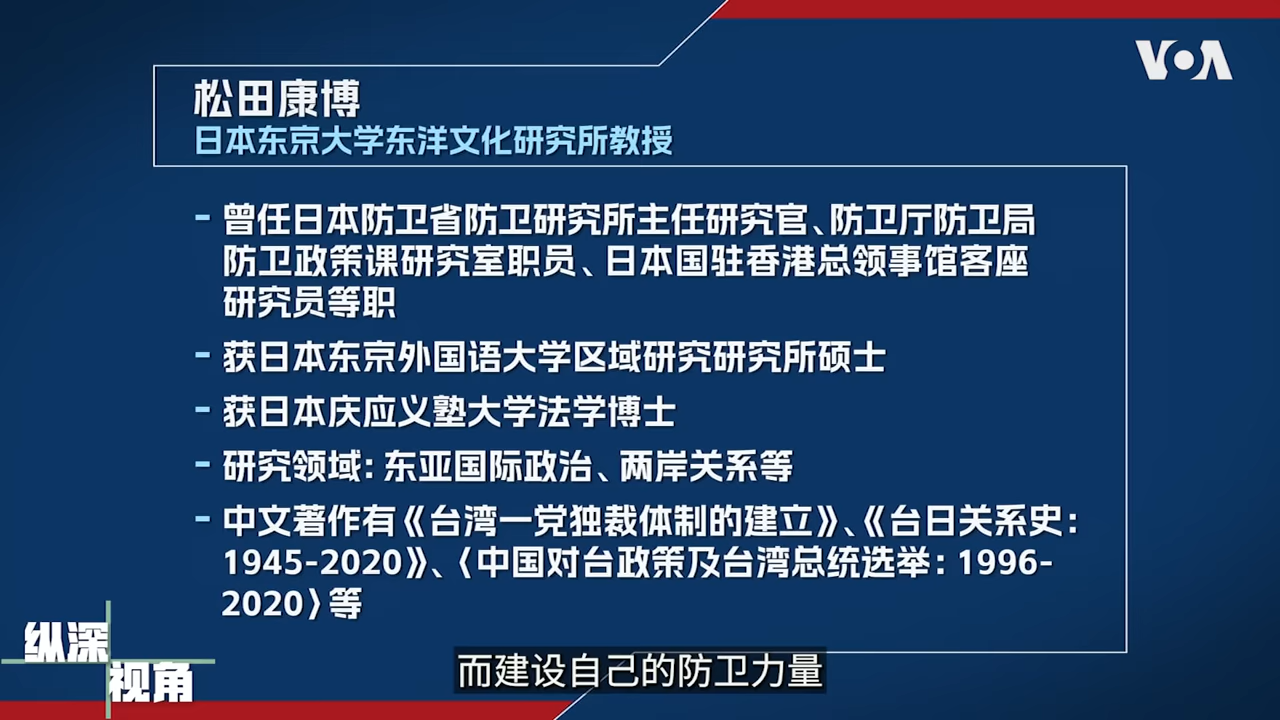 VOA
松田康博
日本东京大学东洋文化研究所教授
- 曾任日本防卫省防卫研究所主任研究官、防卫厅防卫局
防卫政策课研究室职员、日本国驻香港总领事馆客座
研究员等职
- 获日本东京外国语大学区域研究研究所硕士
- 获日本庆应义塾大学法学博士
- 研究领域：东亚国际政治、两岸关系等
- 中文著作有《台湾一党独裁体制的建立》、《台日关系史：
1945-2020》、〈中国对台政策及台湾总统选举：1996-
2020〉等
纵深
视角
而建设自己的防卫力量